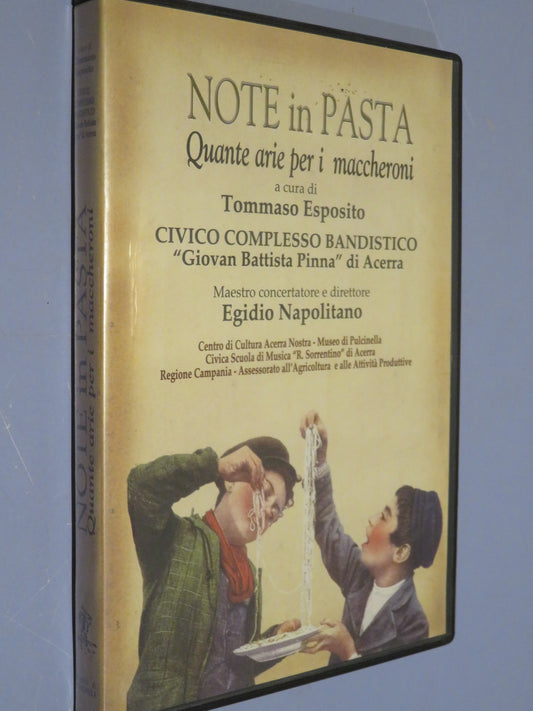 NOTE in PASTA
Quante arie per i maccheroni
a cura di
Tommaso Esposito
CIVICO COMPLESSO BANDISTICO
“Giovan Battista Pinna” di Acerra
Maestro concertatore e direttore
Egidio Napolitano
Centro di Cultura Acerra Nostra - Museo di Pulcinella
Civica Scuola di Musica “R. Sorrentino” di Acerra
Regione Campania - Assessorato all’Agricoltura e alle Attività Produttive
NOTE in PASTA
Quante arie per i maccheroni